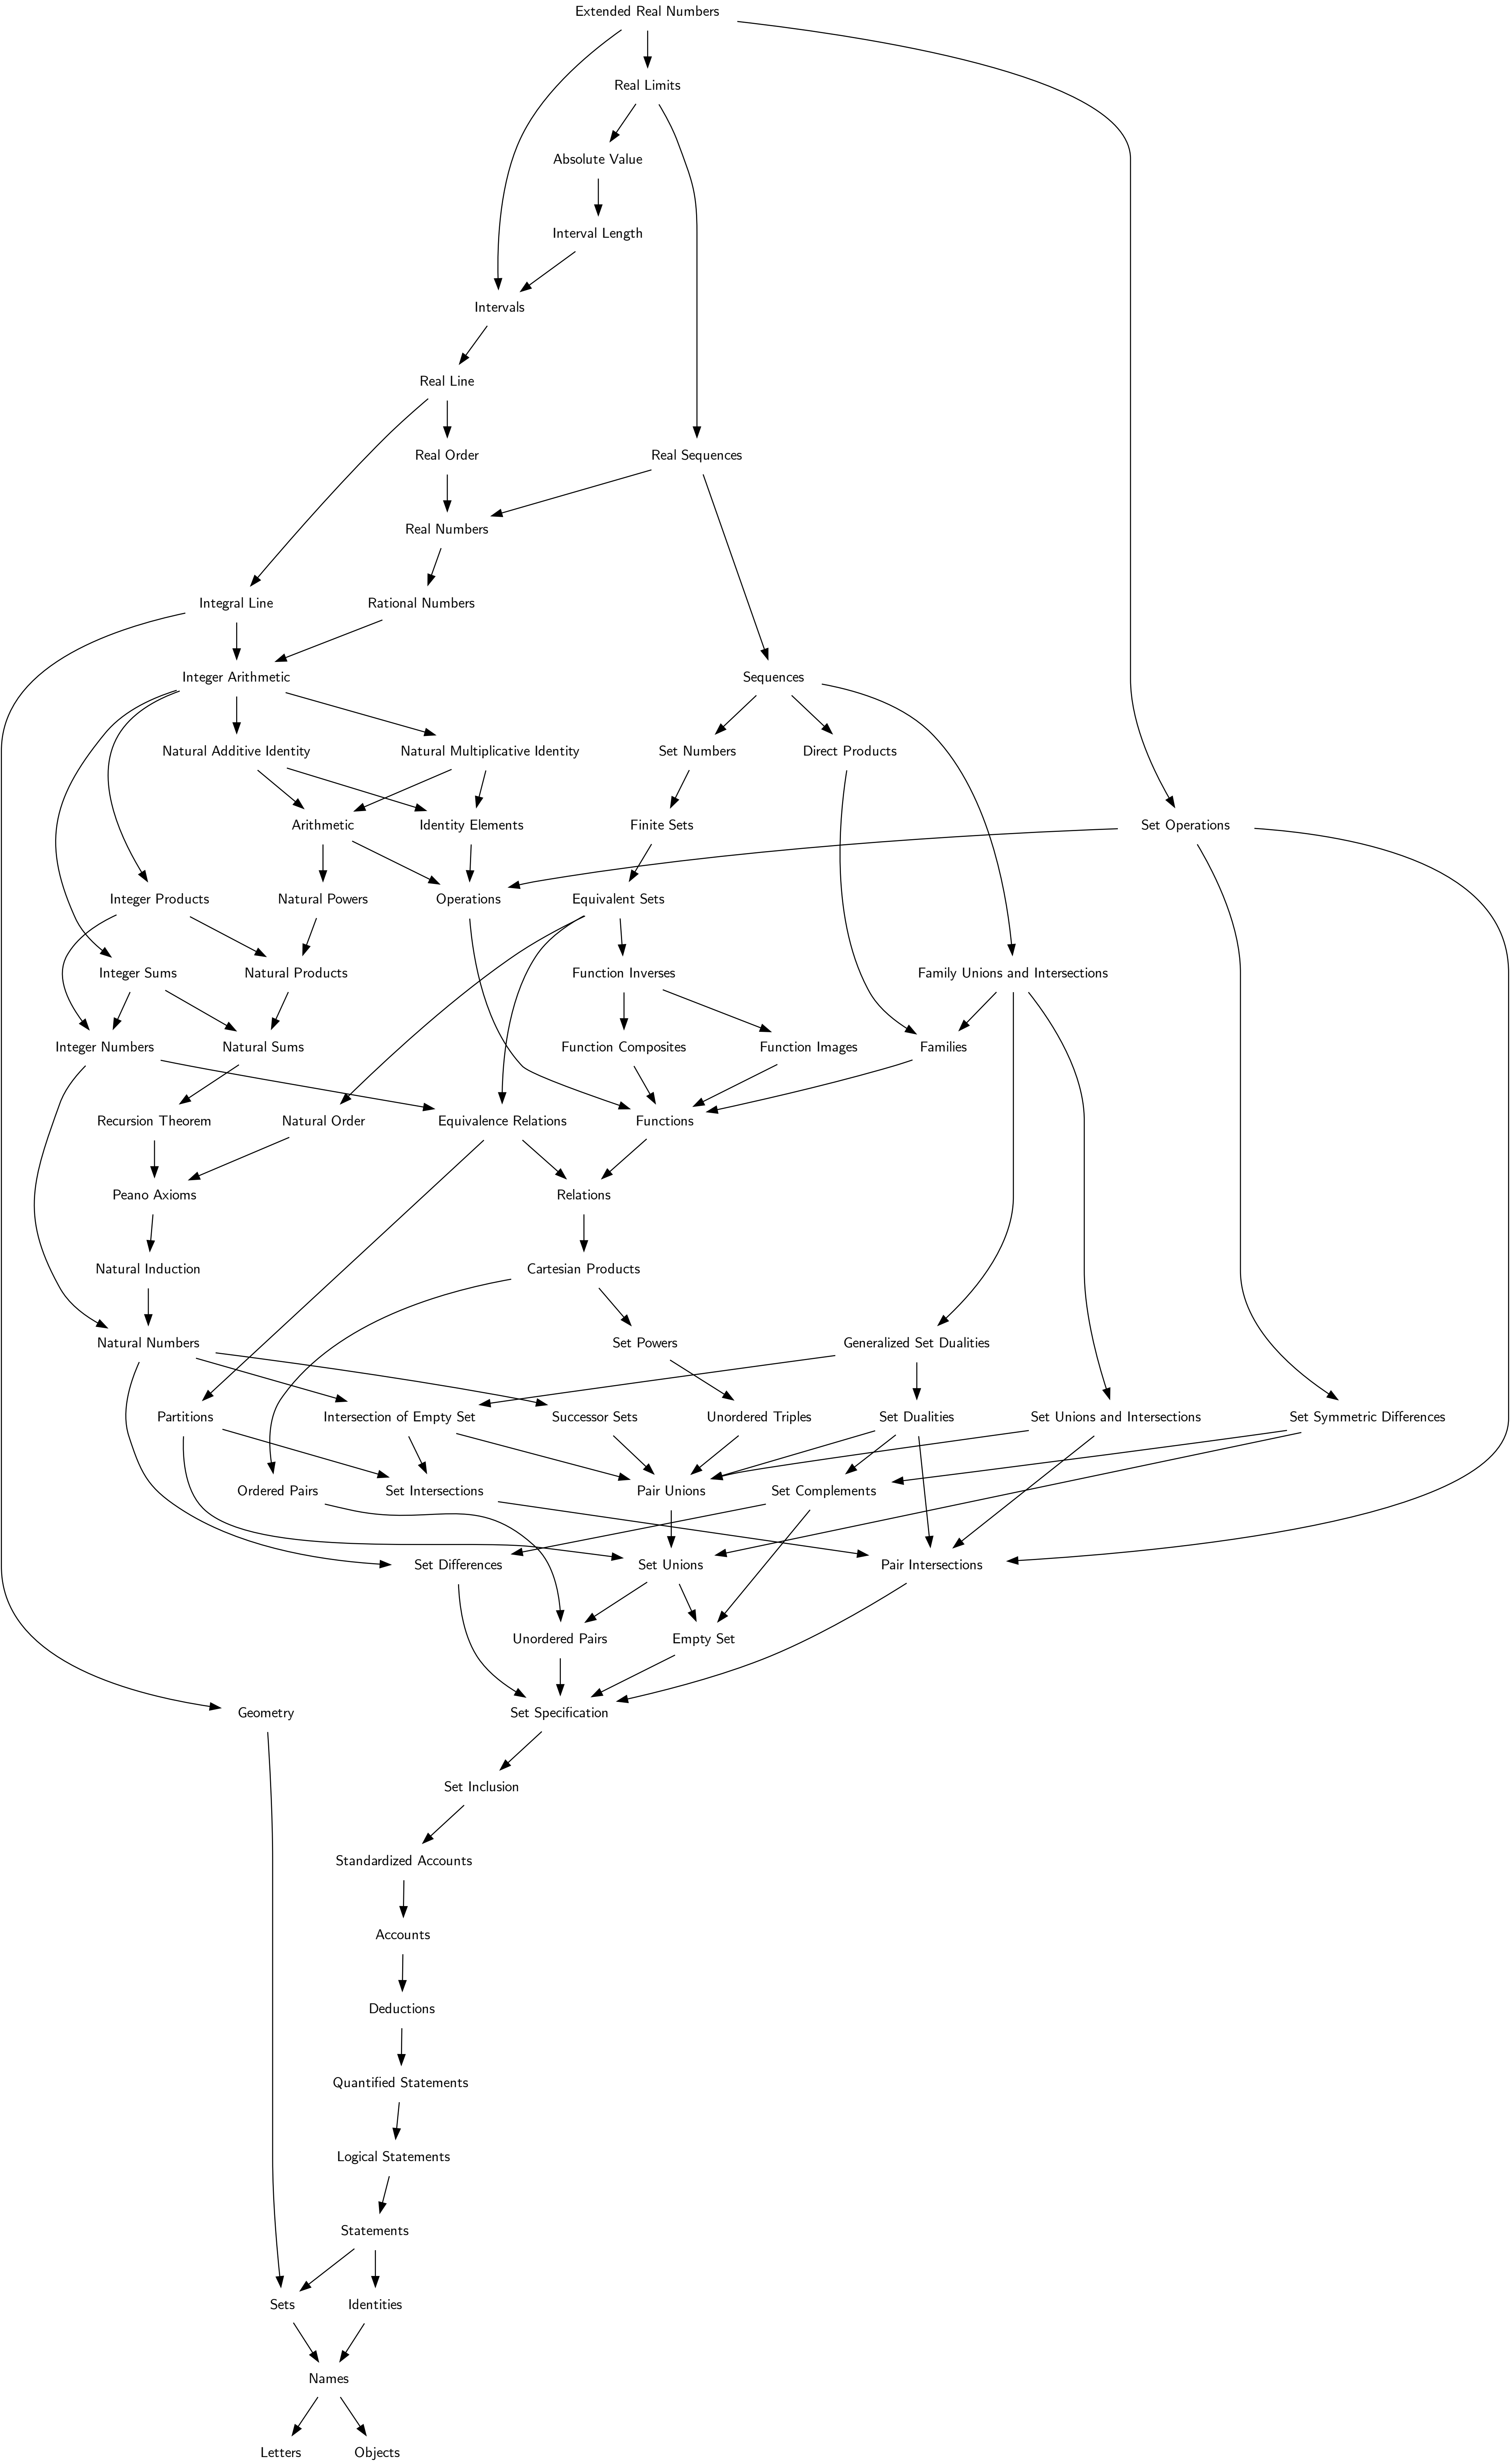 Extended Real Numbers
Real Limits
Absolute Value
Interval Length
Intervals
Real Line
Real Order
Real Sequences
Real Numbers
Integral Line
Rational Numbers
Integer Arithmetic
Sequences
Natural Additive Identity
Natural Multiplicative Identity
Set Numbers
Direct Products
Arithmetic
Identity Elements
Finite Sets
Set Operations
Integer Products
Natural Powers
Operations
Equivalent Sets
Integer Sums
Natural Products
Function Inverses
Family Unions and Intersections
Integer Numbers
Natural Sums
Function Composites
Function Images
Families
Recursion Theorem
Natural Order
Equivalence Relations
Functions
Peano Axioms
Relations
Natural Induction
Cartesian Products
Natural Numbers
Set Powers
Generalized Set Dualities
Partitions
Intersection of Empty Set
Successor Sets
Unordered Triples
Set Dualities
Set Unions and Intersections
Set Symmetric Differences
Ordered Pairs
Set Intersections
Pair Unions
Set Complements
Set Differences
Set Unions
Pair Intersections
Unordered Pairs
Empty Set
Geometry
Set Specification
Set Inclusion
Standardized Accounts
Accounts
Deductions
Quantified Statements
Logical Statements
Statements
Sets
Identities
Names
Letters
Objects